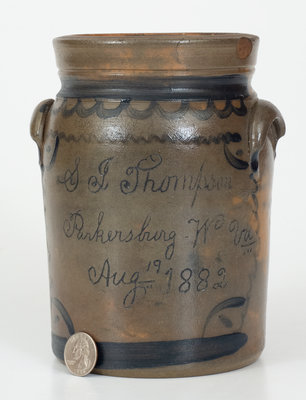 S J Thompson
Parkersburg - W. Va
Aug 19 1882